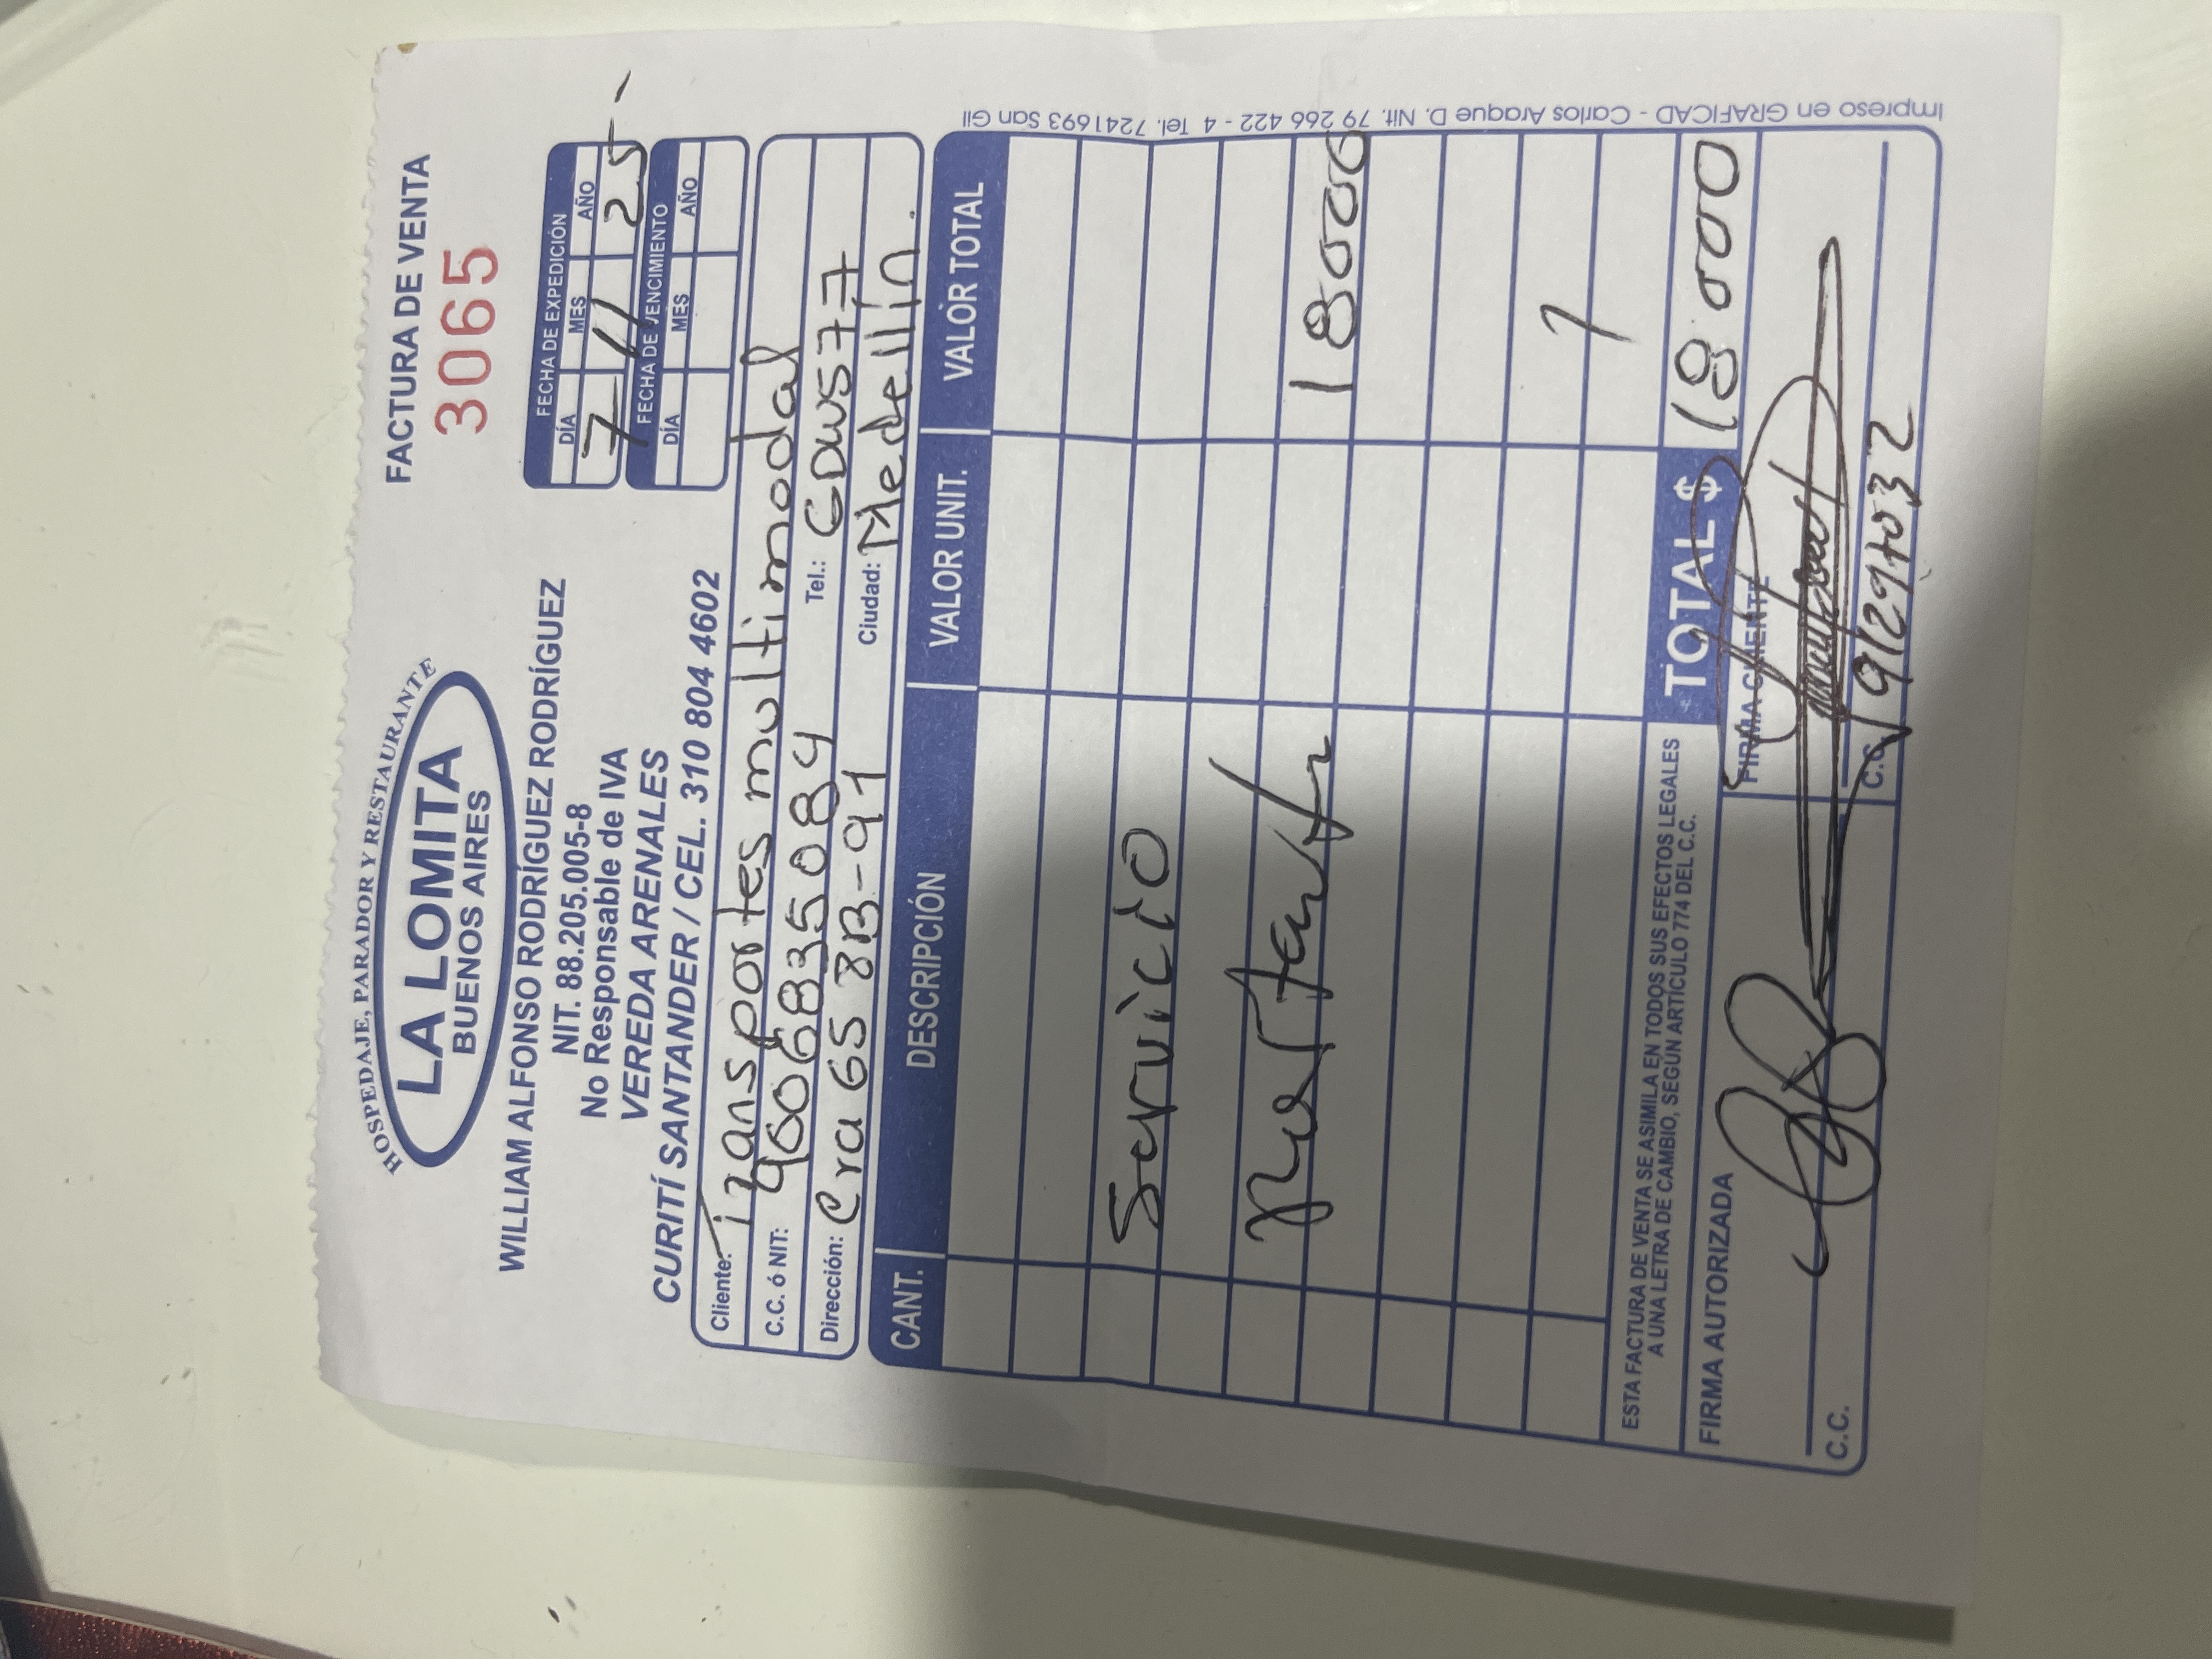 HOSPEDAJE, PARADOR Y RESTAURANTE
LA LOMITA
BUENOS AIRES
WILLIAM ALFONSO RODRÍGUEZ RODRÍGUEZ
NIT. 88.205.005-8
No Responsable de IVA
VEREDA ARENALES
CURITÍ SANTANDER / CEL. 310 804 4602
FACTURA DE VENTA
3065
FECHA DE EXPEDICIÓN
DÍA MES AÑO
7 11 25
FECHA DE VENCIMIENTO
DÍA MES AÑO
Cliente: Transportes multimodal
C.C. ó NIT: 9006835084 Tel.: GDW577
Dirección: Cra 65 8B-91 Ciudad: Medellín.
CANT. DESCRIPCIÓN VALOR UNIT. VALOR TOTAL
Servicio
18000
ESTA FACTURA DE VENTA SE ASIMILA EN TODOS SUS EFECTOS LEGALES
A UNA LETRA DE CAMBIO, SEGÚN ARTÍCULO 774 DEL C.C.
TOTAL $ 18000
FIRMA AUTORIZADA
FIRMA CLIENTE
C.C.
C.C.
Impreso en GRAFICAD - Carlos Araque D. Nit. 79 266 422 - 4 Tel. 7241693 San Gil